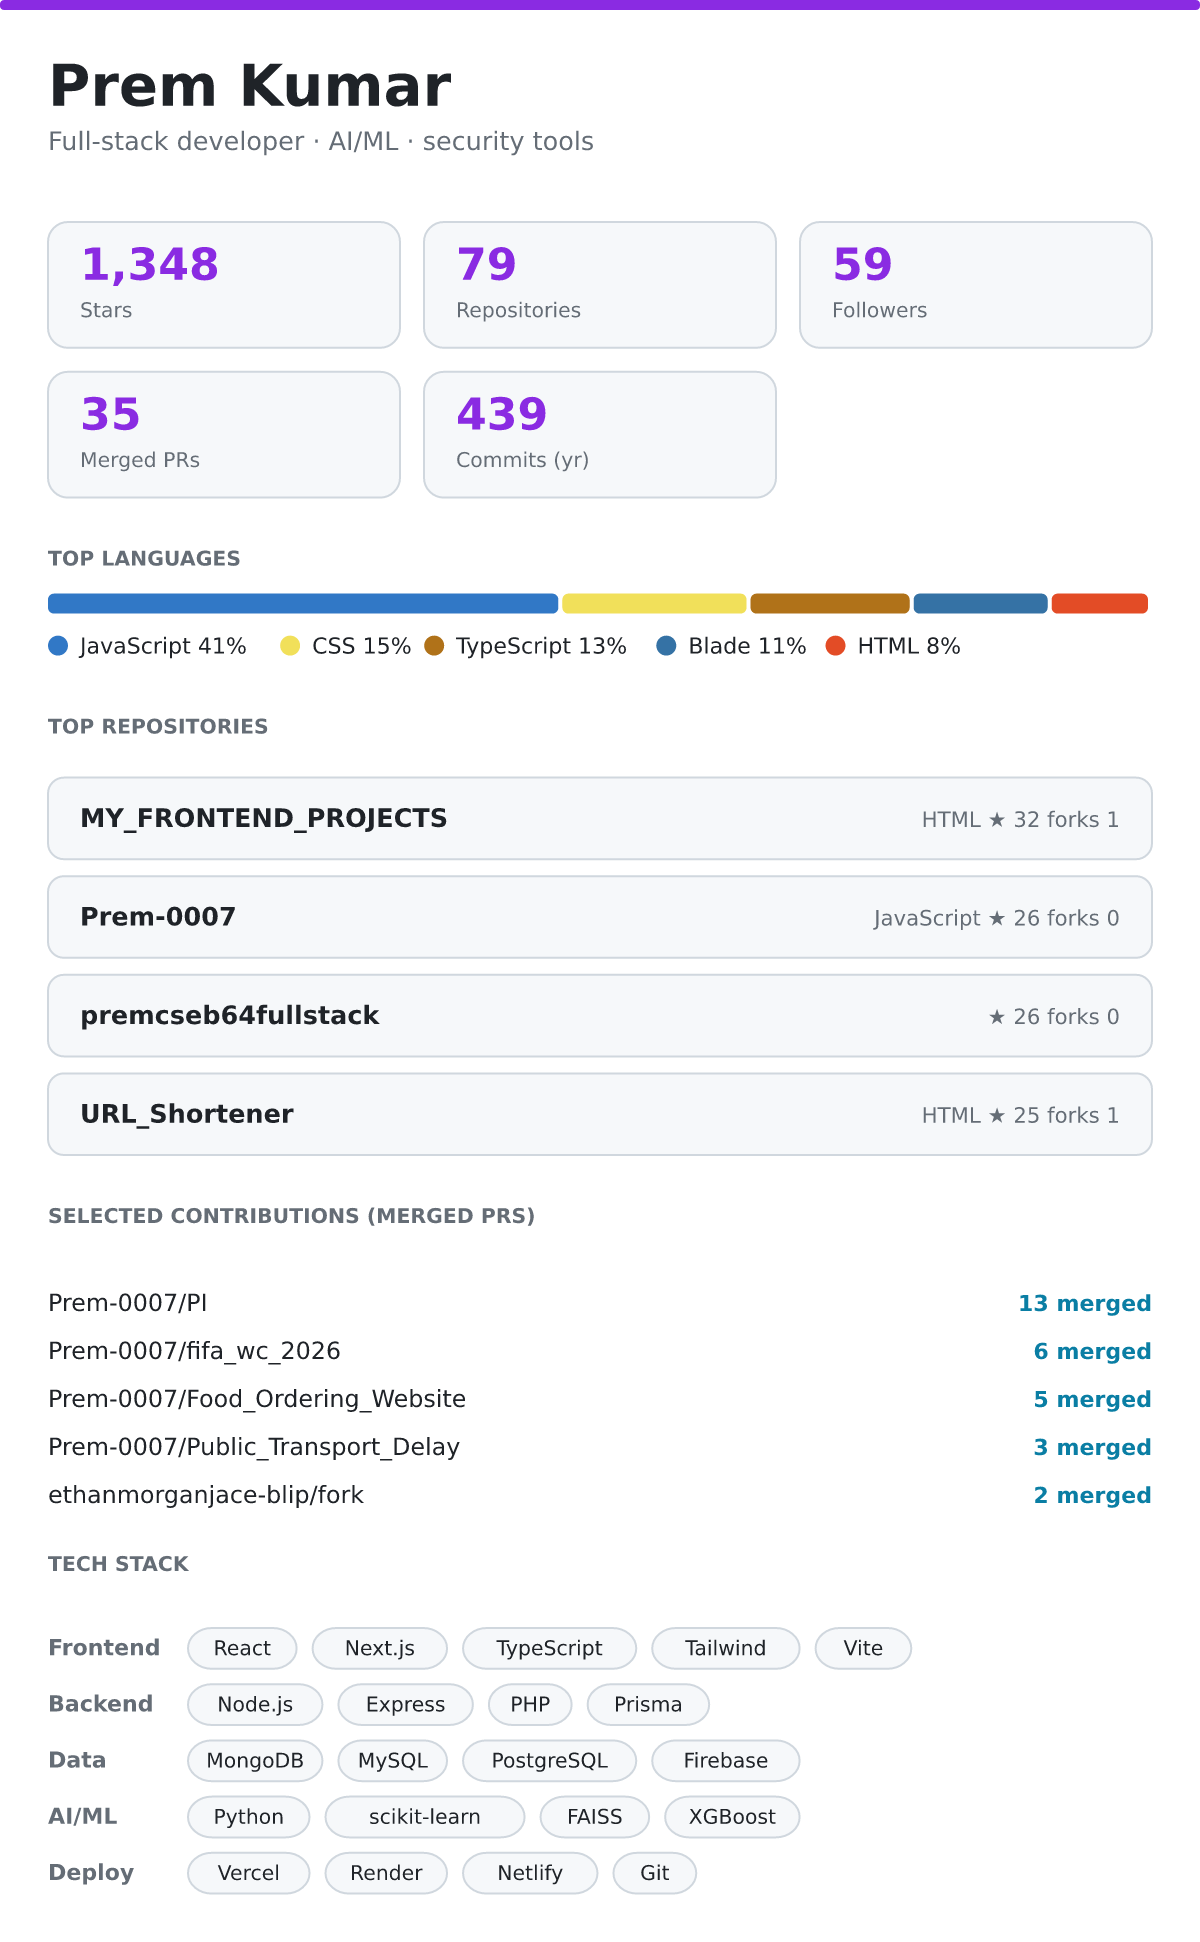 Prem Kumar
Full-stack developer · AI/ML · security tools
1,348
Stars
79
Repositories
59
Followers
35
Merged PRs
439
Commits (yr)
TOP LANGUAGES
JavaScript 41% CSS 15% TypeScript 13% Blade 11% HTML 8%
TOP REPOSITORIES
MY_FRONTEND_PROJECTS HTML ★ 32 forks 1
Prem-0007 JavaScript ★ 26 forks 0
premcseb64fullstack ★ 26 forks 0
URL_Shortener HTML ★ 25 forks 1
SELECTED CONTRIBUTIONS (MERGED PRS)
Prem-0007/PI 13 merged
Prem-0007/fifa_wc_2026 6 merged
Prem-0007/Food_Ordering_Website 5 merged
Prem-0007/Public_Transport_Delay 3 merged
ethanmorganjace-blip/fork 2 merged
TECH STACK
Frontend React Next.js TypeScript Tailwind Vite
Backend Node.js Express PHP Prisma
Data MongoDB MySQL PostgreSQL Firebase
AI/ML Python scikit-learn FAISS XGBoost
Deploy Vercel Render Netlify Git